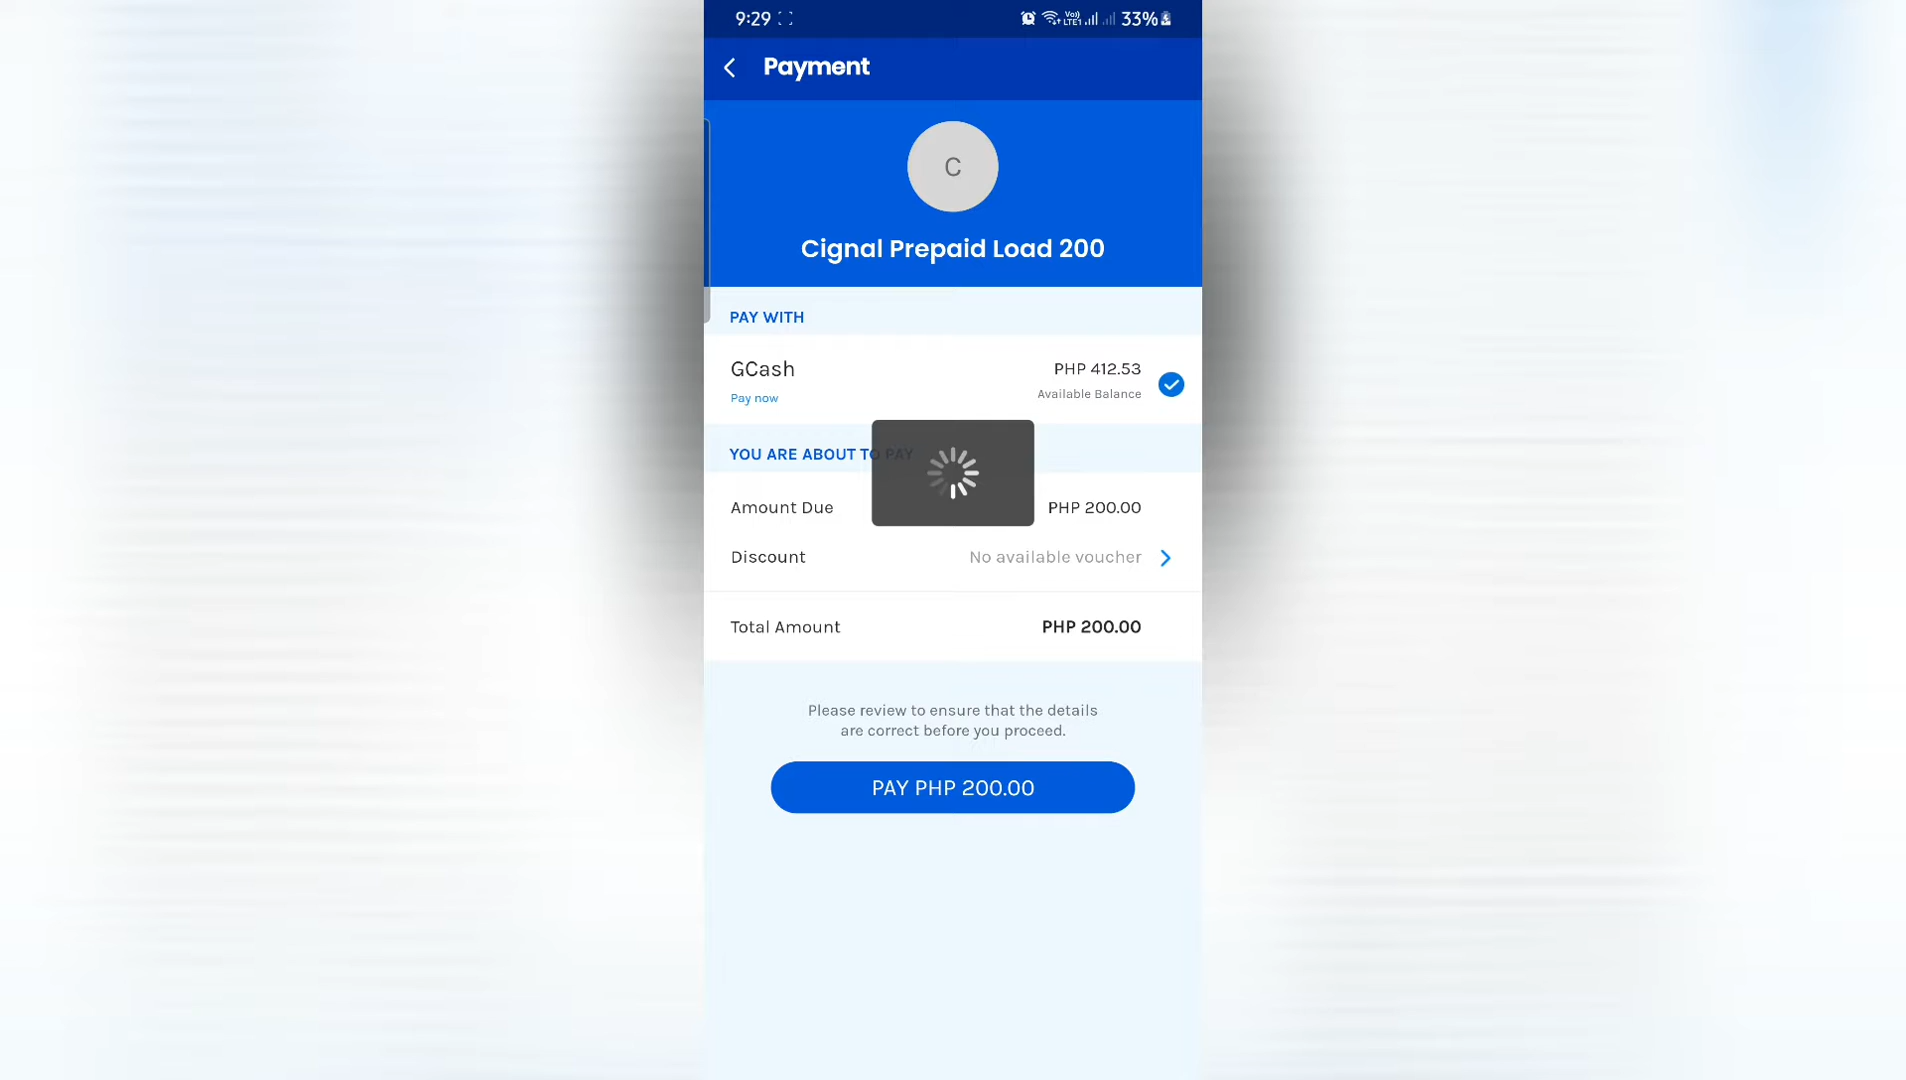 9:29
Vo)) LTE1 33%
Payment
C
Cignal Prepaid Load 200
PAY WITH
GCash PHP 412.53
Pay now Available Balance
YOU ARE ABOUT TO PAY
Amount Due PHP 200.00
Discount No available voucher
Total Amount PHP 200.00
Please review to ensure that the details
are correct before you proceed.
PAY PHP 200.00